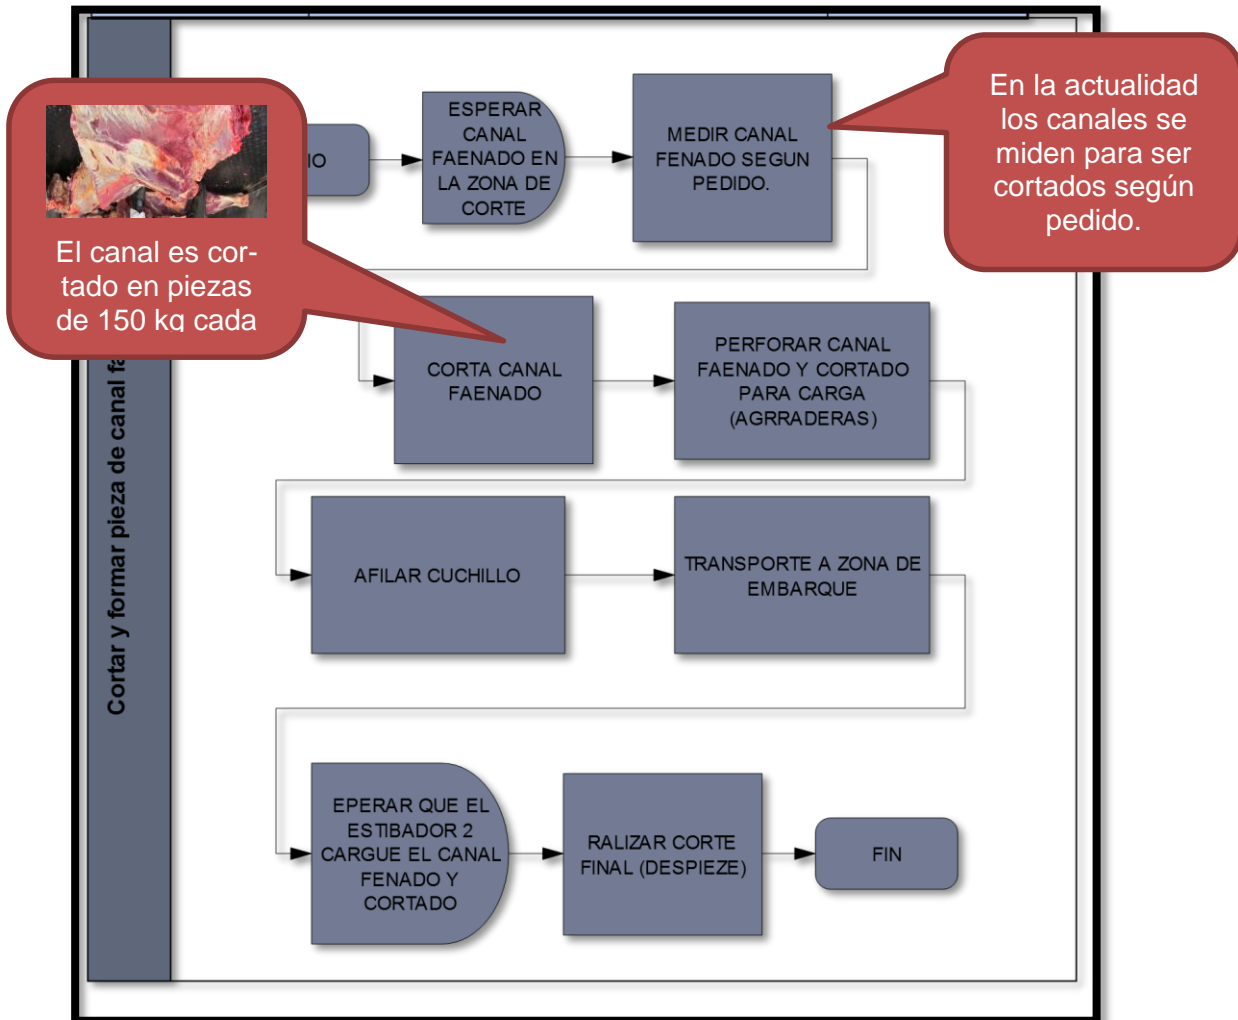 IO
ESPERAR
CANAL
FAENADO EN
LA ZONA DE
CORTE
MEDIR CANAL
FENADO SEGUN
PEDIDO.
En la actualidad
los canales se
miden para ser
cortados según
pedido.
El canal es cor-
tado en piezas
de 150 kg cada
CORTA CANAL
FAENADO
PERFORAR CANAL
FAENADO Y CORTADO
PARA CARGA
(AGRRADERAS)
Cortar y formar pieza de canal fa
AFILAR CUCHILLO
TRANSPORTE A ZONA DE
EMBARQUE
EPERAR QUE EL
ESTIBADOR 2
CARGUE EL CANAL
FENADO Y
CORTADO
RALIZAR CORTE
FINAL (DESPIEZE)
FIN